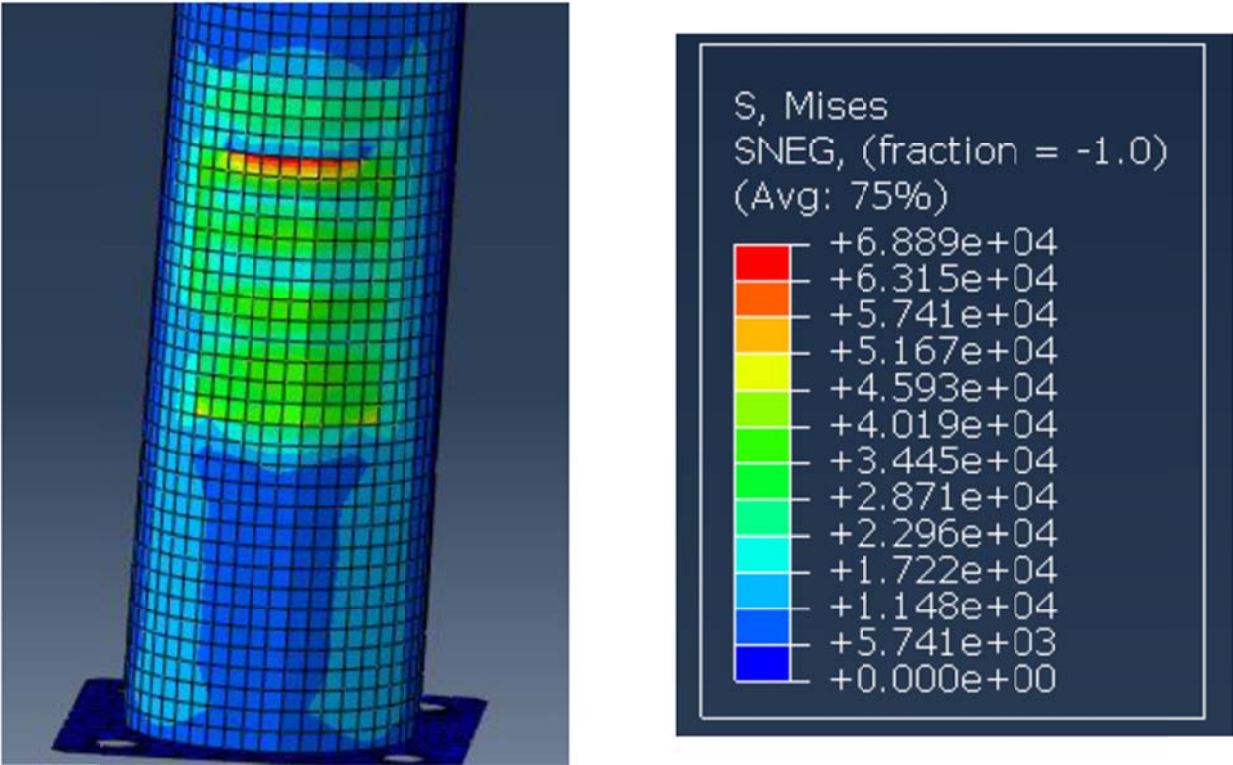 S, Mises
SNEG, (fraction = -1.0)
(Avg: 75%)
+6.889e+04
+6.315e+04
+5.741e+04
+5.167e+04
+4.593e+04
+4.019e+04
+3.445e+04
+2.871e+04
+2.296e+04
+1.722e+04
+1.148e+04
+5.741e+03
+0.000e+00